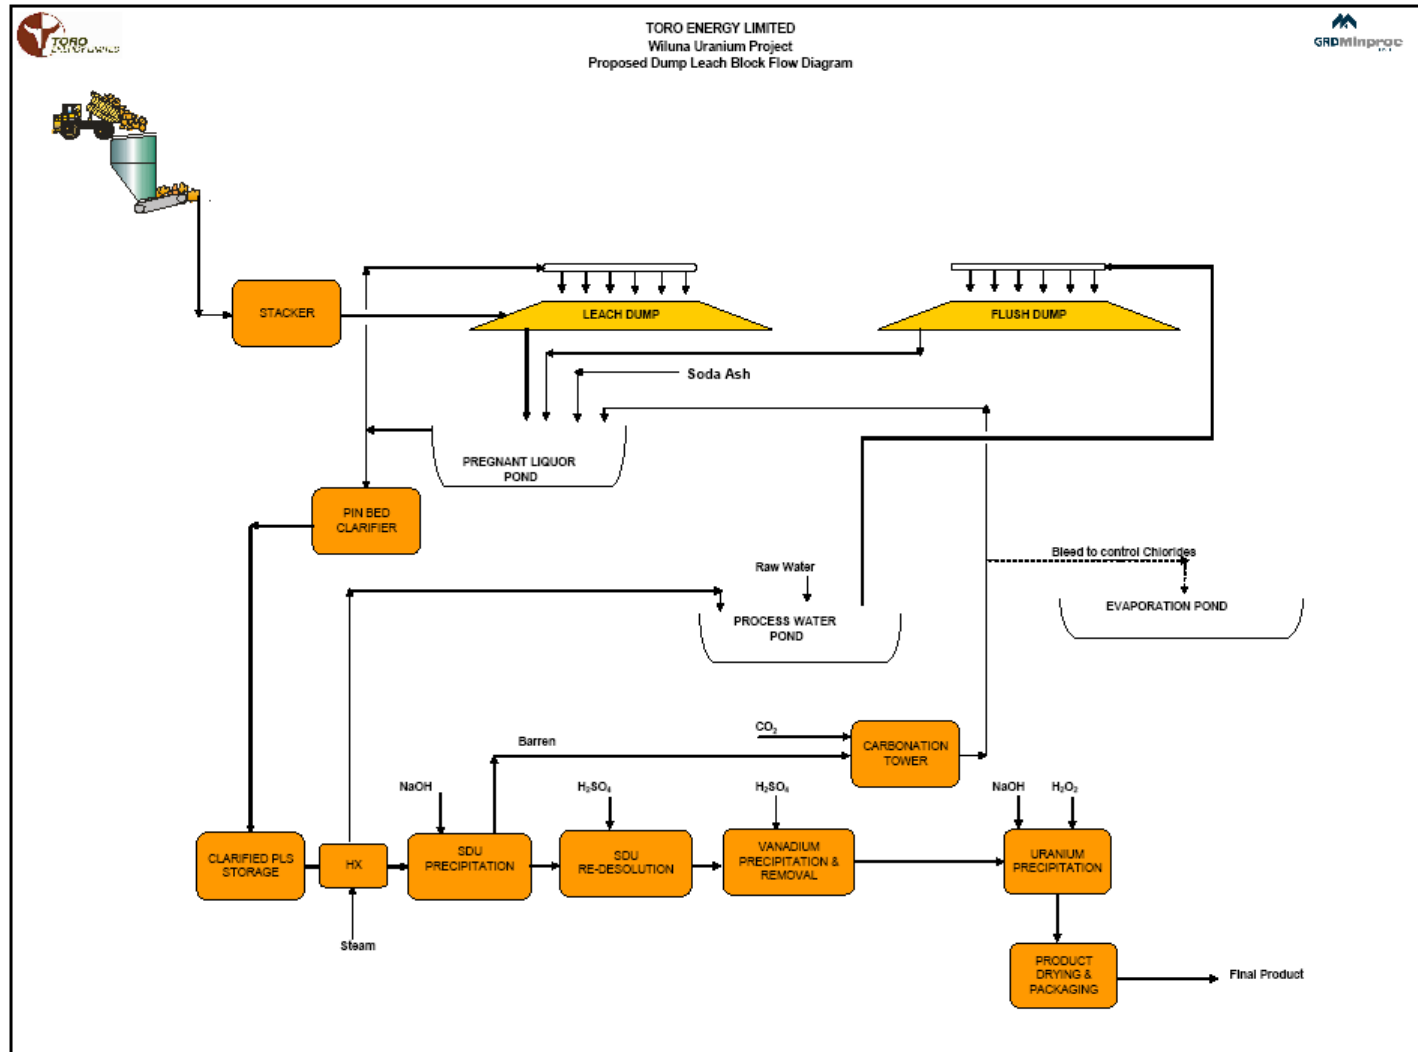 TORO
TORO ENERGY LIMITED
Wiluna Uranium Project
Proposed Dump Leach Block Flow Diagram
GRDMinproc
STACKER
LEACH DUMP
FLUSH DUMP
Soda Ash
PREGNANT LIQUOR
POND
PIN BED
CLARIFIER
Bleed to control Chlorides
Raw Water
EVAPORATION POND
PROCESS WATER
POND
CO₂
Barren
CARBONATION
TOWER
NaOH
H₂SO₄
H₂SO₄
NaOH
H₂O₂
CLARIFIED PLS
STORAGE
HX
SDU
PRECIPITATION
SDU
RE-DESOLUTION
VANADIUM
PRECIPITATION &
REMOVAL
URANIUM
PRECIPITATION
Steam
PRODUCT
DRYING &
PACKAGING
Final Product